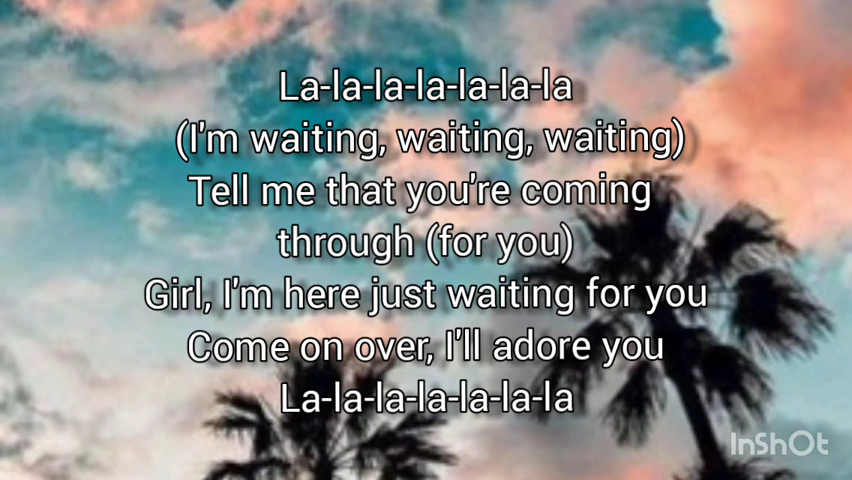 La-la-la-la-la-la-la
(I'm waiting, waiting, waiting)
Tell me that you're coming
through (for you)
Girl, I'm here just waiting for you
Come on over, I'll adore you
La-la-la-la-la-la-la
InShOt